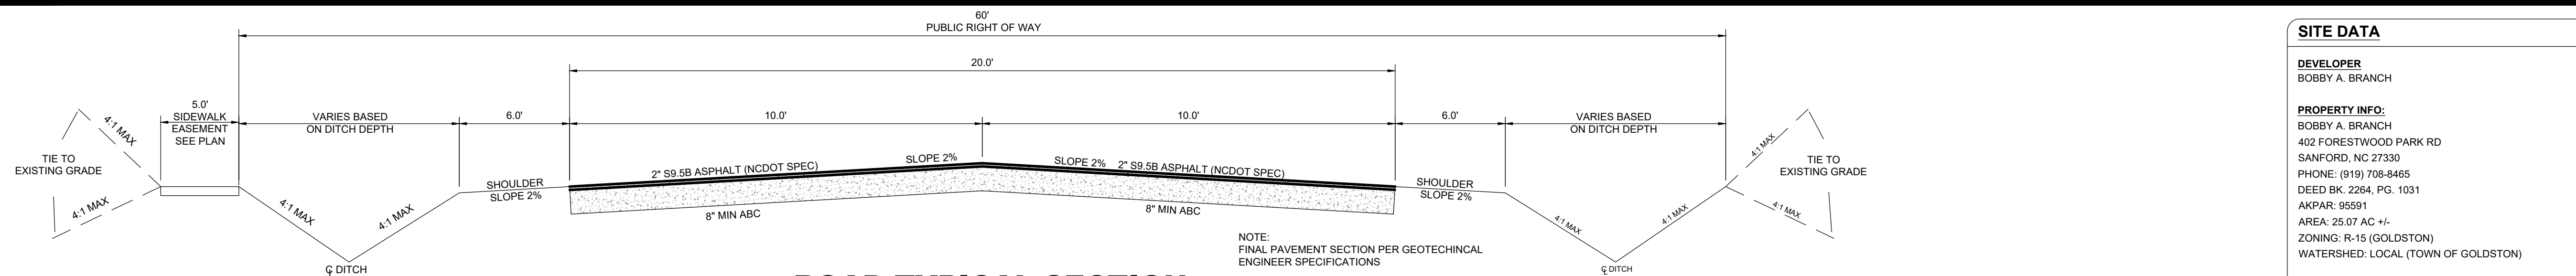 60'
PUBLIC RIGHT OF WAY
20.0'
5.0'
SIDEWALK
EASEMENT
SEE PLAN
VARIES BASED
ON DITCH DEPTH
6.0'
10.0'
10.0'
6.0'
VARIES BASED
ON DITCH DEPTH
4:1 MAX
TIE TO
EXISTING GRADE
4:1 MAX
4:1 MAX
4:1 MAX
℄ DITCH
SHOULDER
SLOPE 2%
2" S9.5B ASPHALT (NCDOT SPEC)
SLOPE 2%
8" MIN ABC
SLOPE 2%
2" S9.5B ASPHALT (NCDOT SPEC)
8" MIN ABC
SHOULDER
SLOPE 2%
4:1 MAX
4:1 MAX
℄ DITCH
4:1 MAX
TIE TO
EXISTING GRADE
4:1 MAX
NOTE:
FINAL PAVEMENT SECTION PER GEOTECHINCAL
ENGINEER SPECIFICATIONS
ROAD TYPICAL SECTION
SITE DATA
DEVELOPER
BOBBY A. BRANCH
PROPERTY INFO:
BOBBY A. BRANCH
402 FORESTWOOD PARK RD
SANFORD, NC 27330
PHONE: (919) 708-8465
DEED BK. 2264, PG. 1031
AKPAR: 95591
AREA: 25.07 AC +/-
ZONING: R-15 (GOLDSTON)
WATERSHED: LOCAL (TOWN OF GOLDSTON)